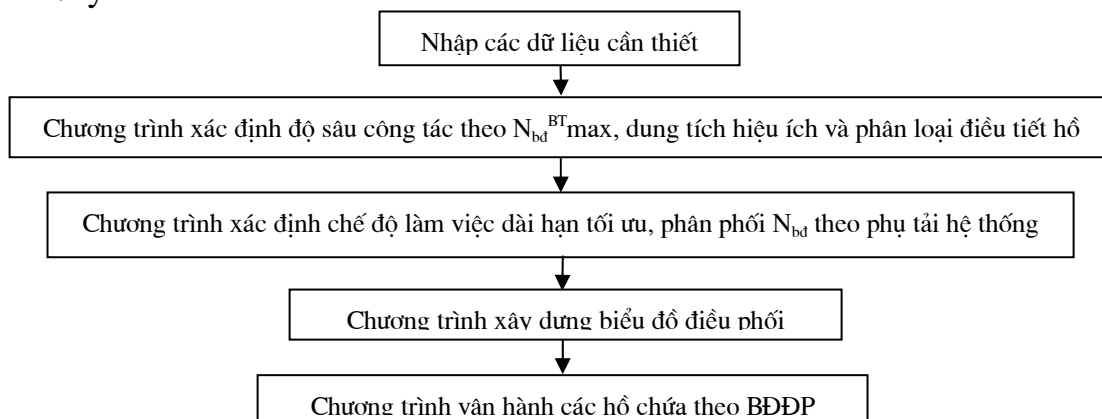 Nhập các dữ liệu cần thiết
Chương trình xác định độ sâu công tác theo N_bđ^BT max, dung tích hiệu ích và phân loại điều tiết hồ
Chương trình xác định chế độ làm việc dài hạn tối ưu, phân phối N_bđ theo phụ tải hệ thống
Chương trình xây dựng biểu đồ điều phối
Chương trình vận hành các hồ chứa theo BĐĐP